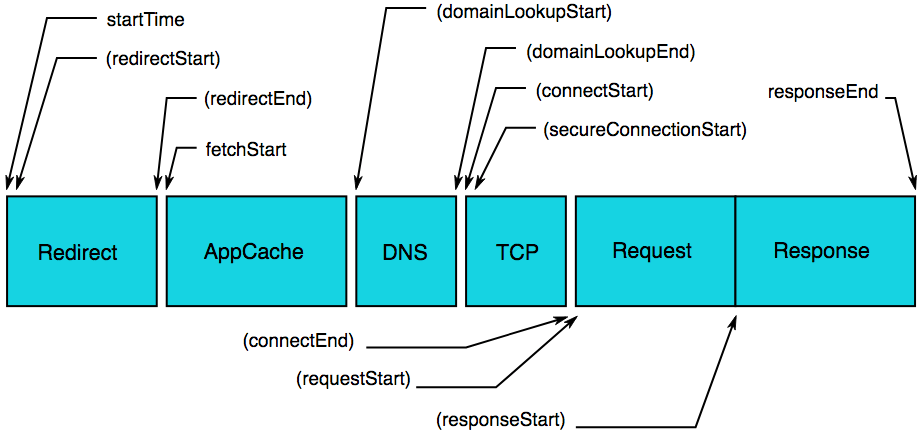 startTime
(redirectStart)
(redirectEnd)
fetchStart
(domainLookupStart)
(domainLookupEnd)
(connectStart)
(secureConnectionStart)
responseEnd
Redirect
AppCache
DNS
TCP
Request
Response
(connectEnd)
(requestStart)
(responseStart)